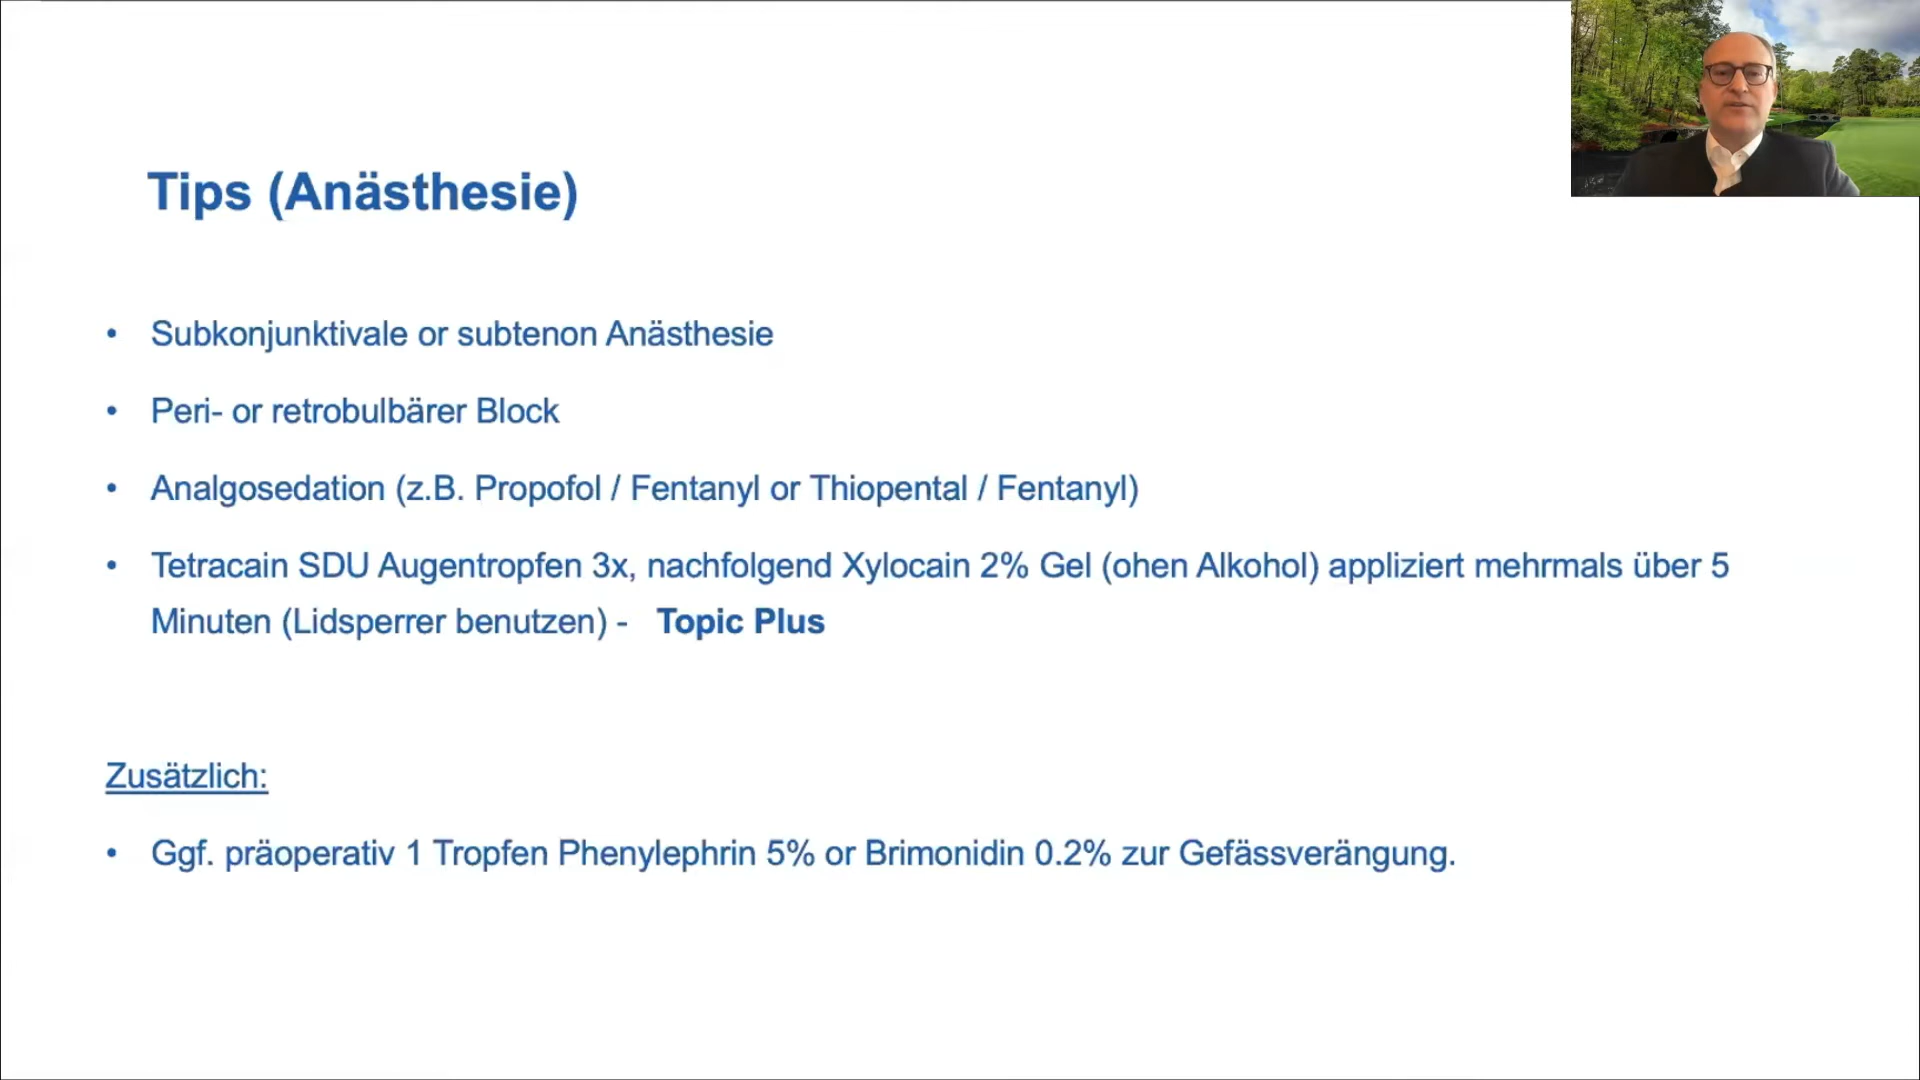 Tips (Anästhesie)
• Subkonjunktivale or subtenon Anästhesie
• Peri- or retrobulbärer Block
• Analgosedation (z.B. Propofol / Fentanyl or Thiopental / Fentanyl)
• Tetracain SDU Augentropfen 3x, nachfolgend Xylocain 2% Gel (ohen Alkohol) appliziert mehrmals über 5
Minuten (Lidsperrer benutzen) - Topic Plus
Zusätzlich:
• Ggf. präoperativ 1 Tropfen Phenylephrin 5% or Brimonidin 0.2% zur Gefässverängung.